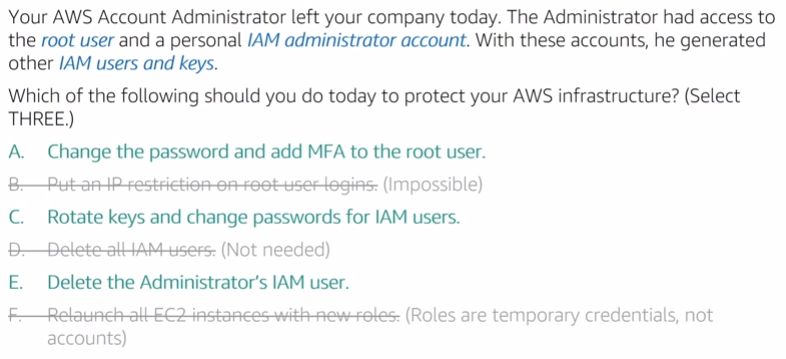 Your AWS Account Administrator left your company today. The Administrator had access to
the root user and a personal IAM administrator account. With these accounts, he generated
other IAM users and keys.
Which of the following should you do today to protect your AWS infrastructure? (Select
THREE.)
A. Change the password and add MFA to the root user.
B. Put an IP restriction on root user logins. (Impossible)
C. Rotate keys and change passwords for IAM users.
D. Delete all IAM users. (Not needed)
E. Delete the Administrator's IAM user.
F. Relaunch all EC2 instances with new roles. (Roles are temporary credentials, not
accounts)